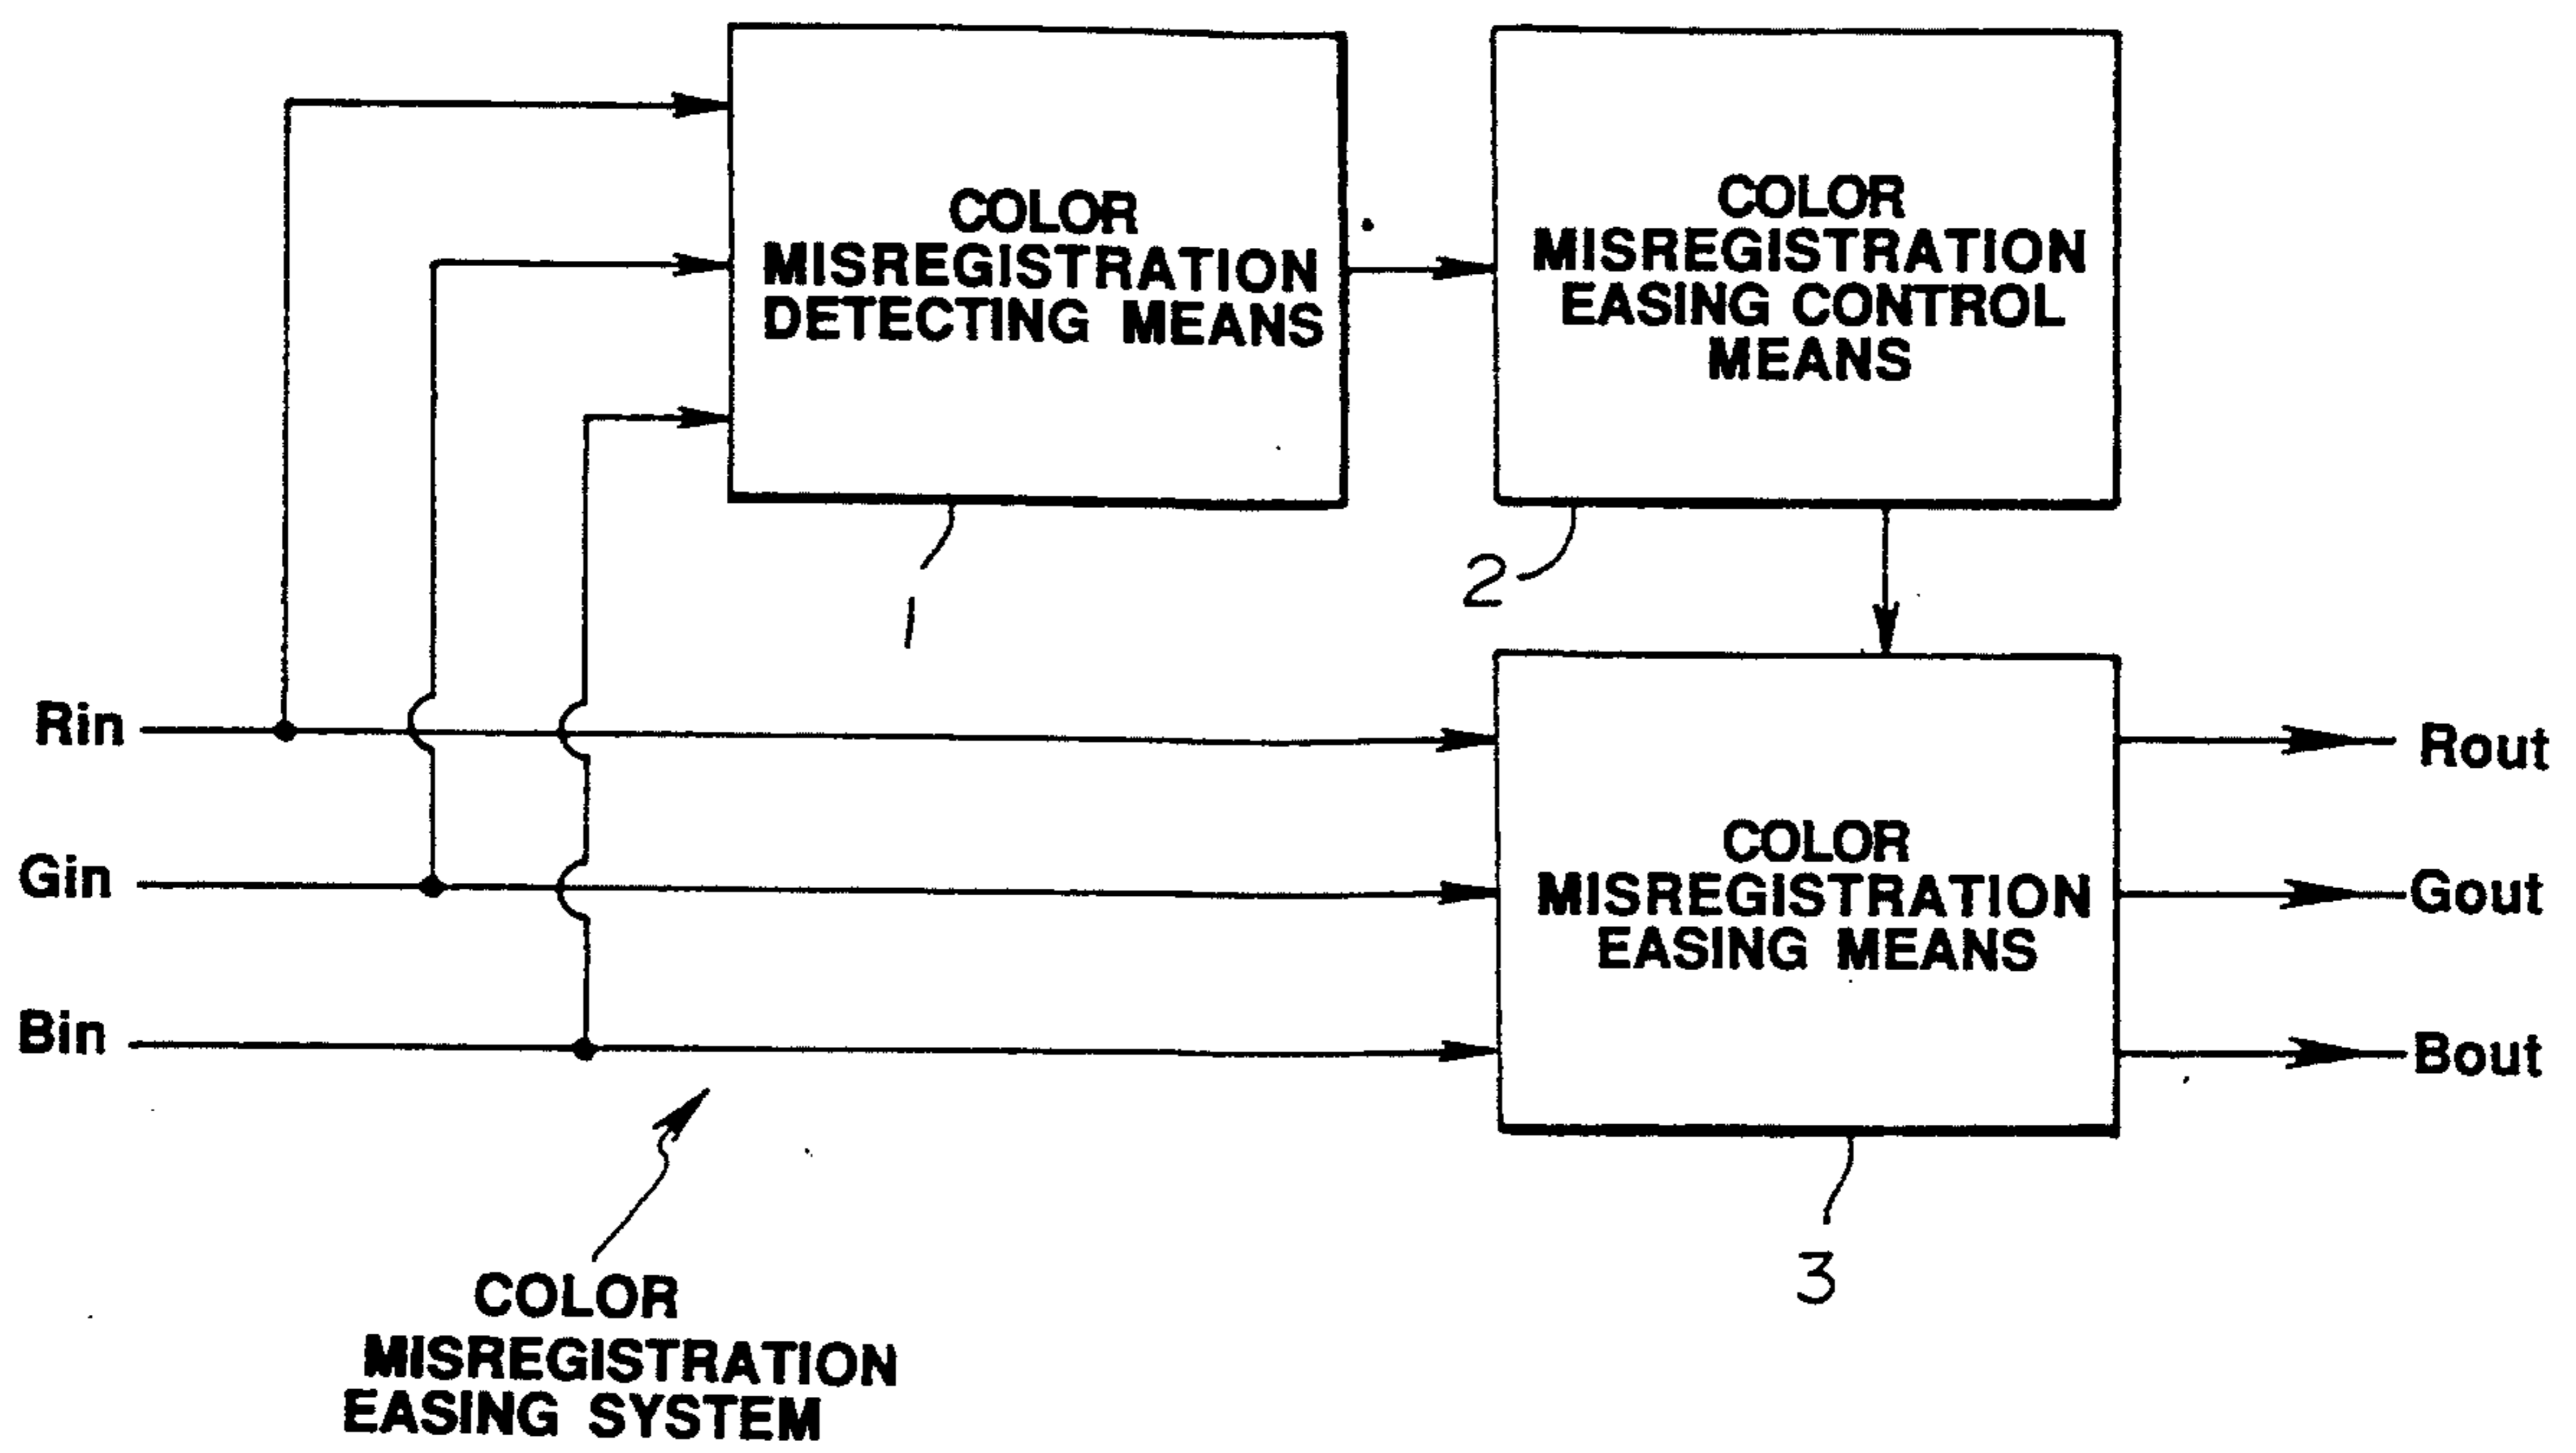 COLOR
MISREGISTRATION
DETECTING MEANS
COLOR
MISREGISTRATION
EASING CONTROL
MEANS
1
2
Rin
Gin
Bin
COLOR
MISREGISTRATION
EASING MEANS
Rout
Gout
Bout
3
COLOR
MISREGISTRATION
EASING SYSTEM